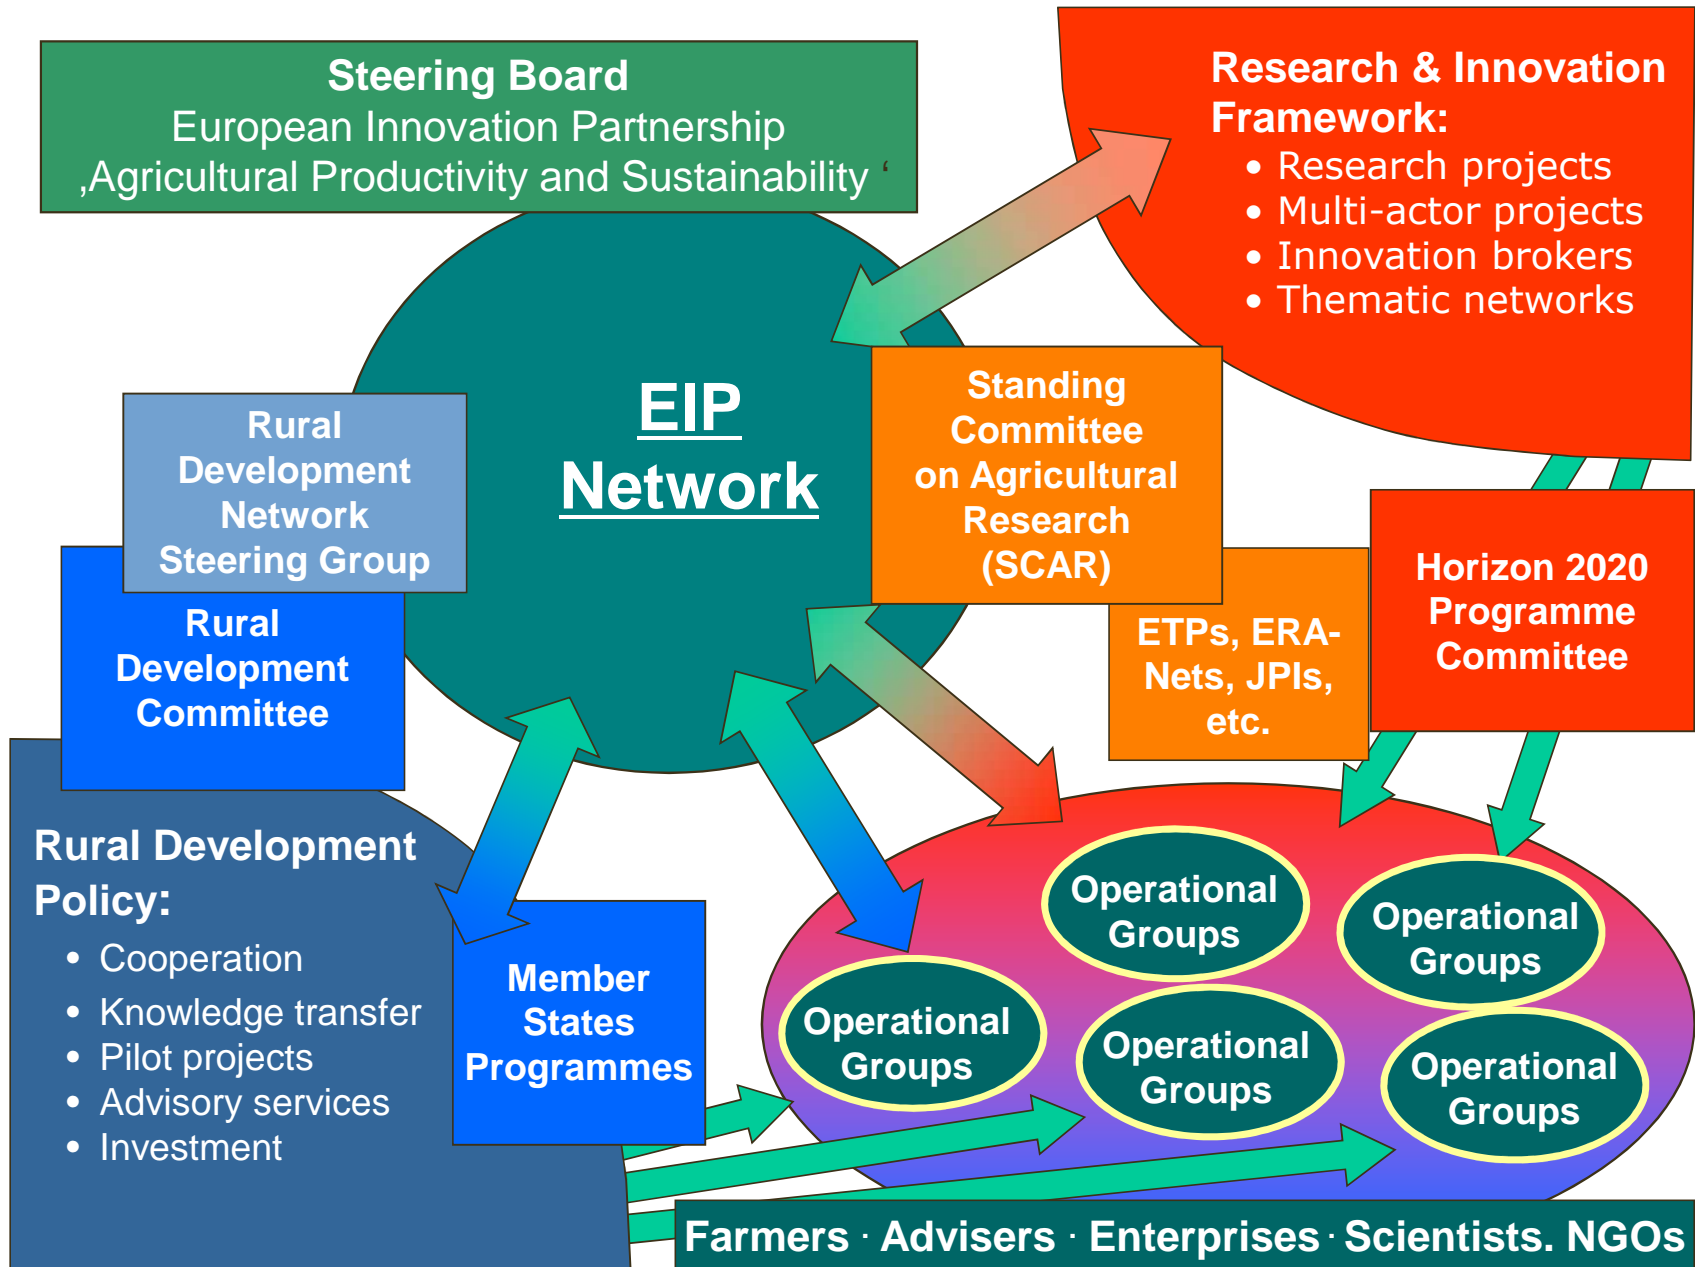 Steering Board
European Innovation Partnership
‚Agricultural Productivity and Sustainability ‘
Research & Innovation
Framework:
• Research projects
• Multi-actor projects
• Innovation brokers
• Thematic networks
EIP
Network
Standing
Committee
on Agricultural
Research
(SCAR)
Rural
Development
Network
Steering Group
Rural
Development
Committee
ETPs, ERA-
Nets, JPIs,
etc.
Horizon 2020
Programme
Committee
Rural Development
Policy:
• Cooperation
• Knowledge transfer
• Pilot projects
• Advisory services
• Investment
Member
States
Programmes
Operational
Groups
Operational
Groups
Operational
Groups
Operational
Groups
Operational
Groups
Farmers · Advisers · Enterprises · Scientists. NGOs